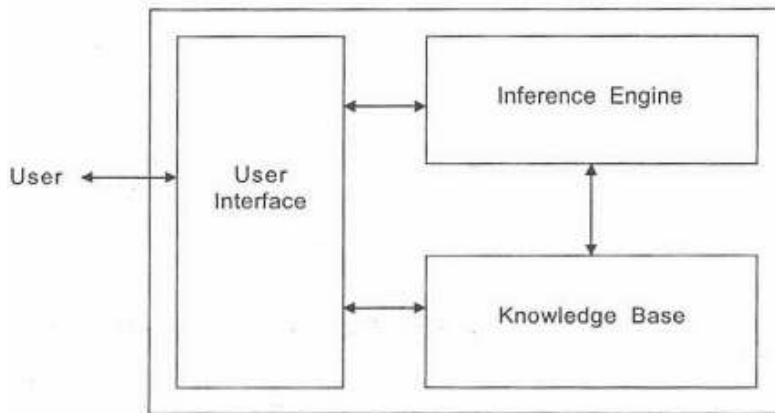 User
User
Interface
Inference Engine
Knowledge Base